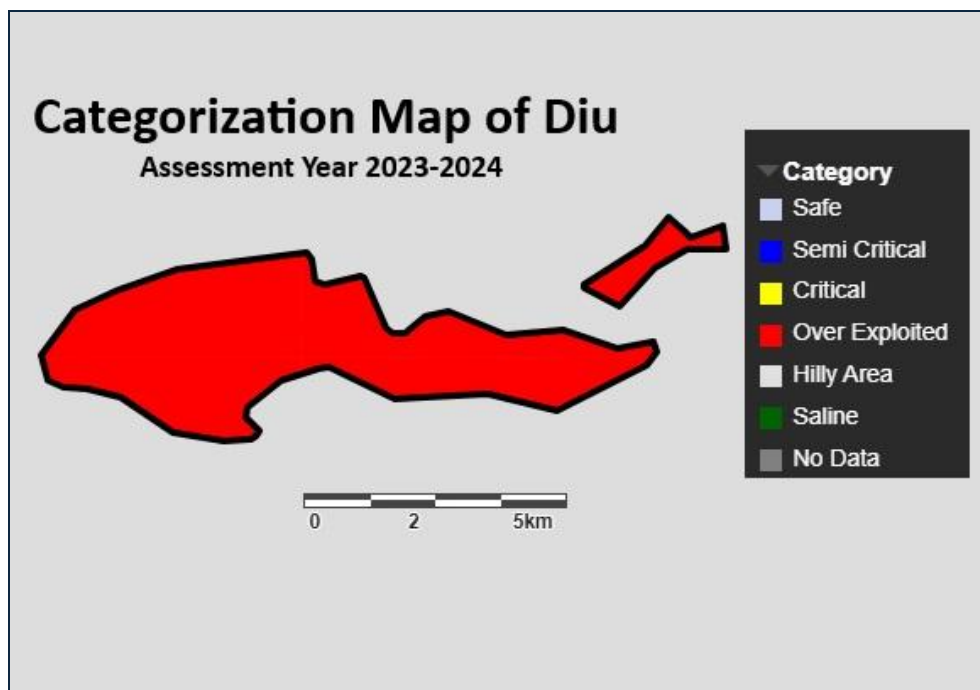 Categorization Map of Diu
Assessment Year 2023-2024
Category
Safe
Semi Critical
Critical
Over Exploited
Hilly Area
Saline
No Data
0 2 5km